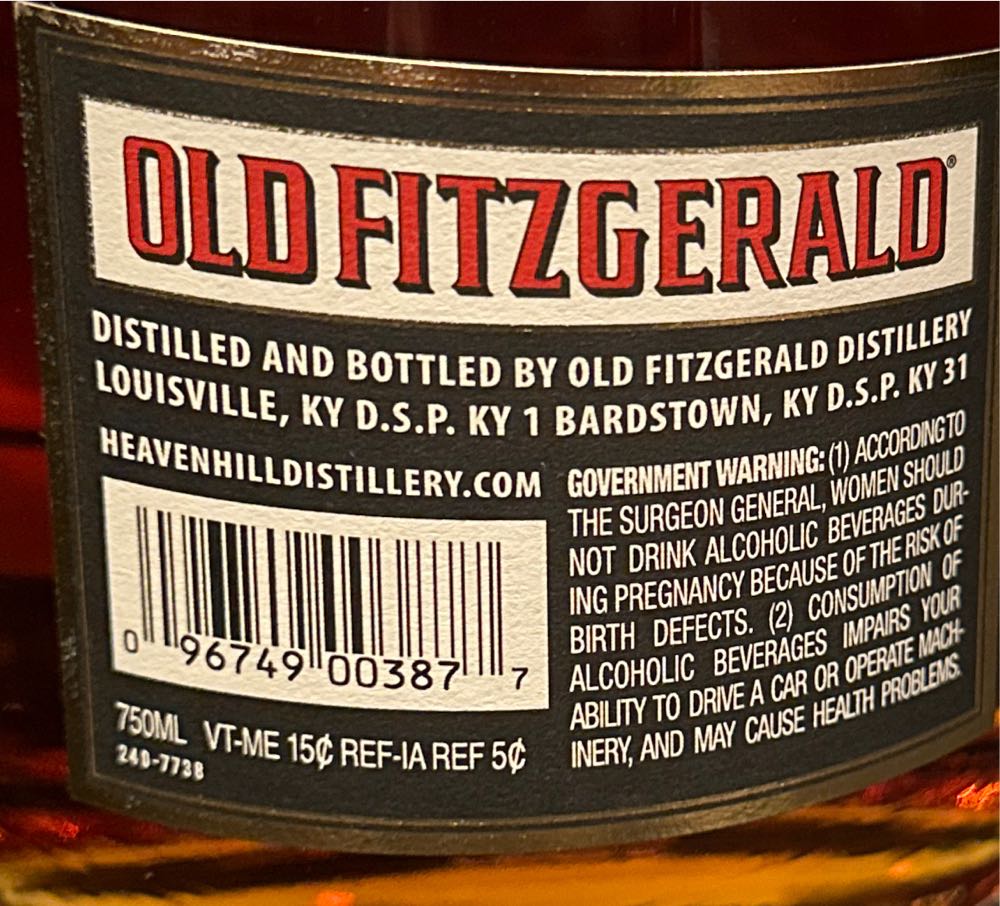 OLD FITZGERALD®
DISTILLED AND BOTTLED BY OLD FITZGERALD DISTILLERY
LOUISVILLE, KY D.S.P. KY 1 BARDSTOWN, KY D.S.P. KY 31
HEAVENHILLDISTILLERY.COM
0 96749 00387 7
750ML VT-ME 15¢ REF-IA REF 5¢
24D-773B
GOVERNMENT WARNING: (1) ACCORDING TO
THE SURGEON GENERAL, WOMEN SHOULD
NOT DRINK ALCOHOLIC BEVERAGES DUR-
ING PREGNANCY BECAUSE OF THE RISK OF
BIRTH DEFECTS. (2) CONSUMPTION OF
ALCOHOLIC BEVERAGES IMPAIRS YOUR
ABILITY TO DRIVE A CAR OR OPERATE MACH-
INERY, AND MAY CAUSE HEALTH PROBLEMS.